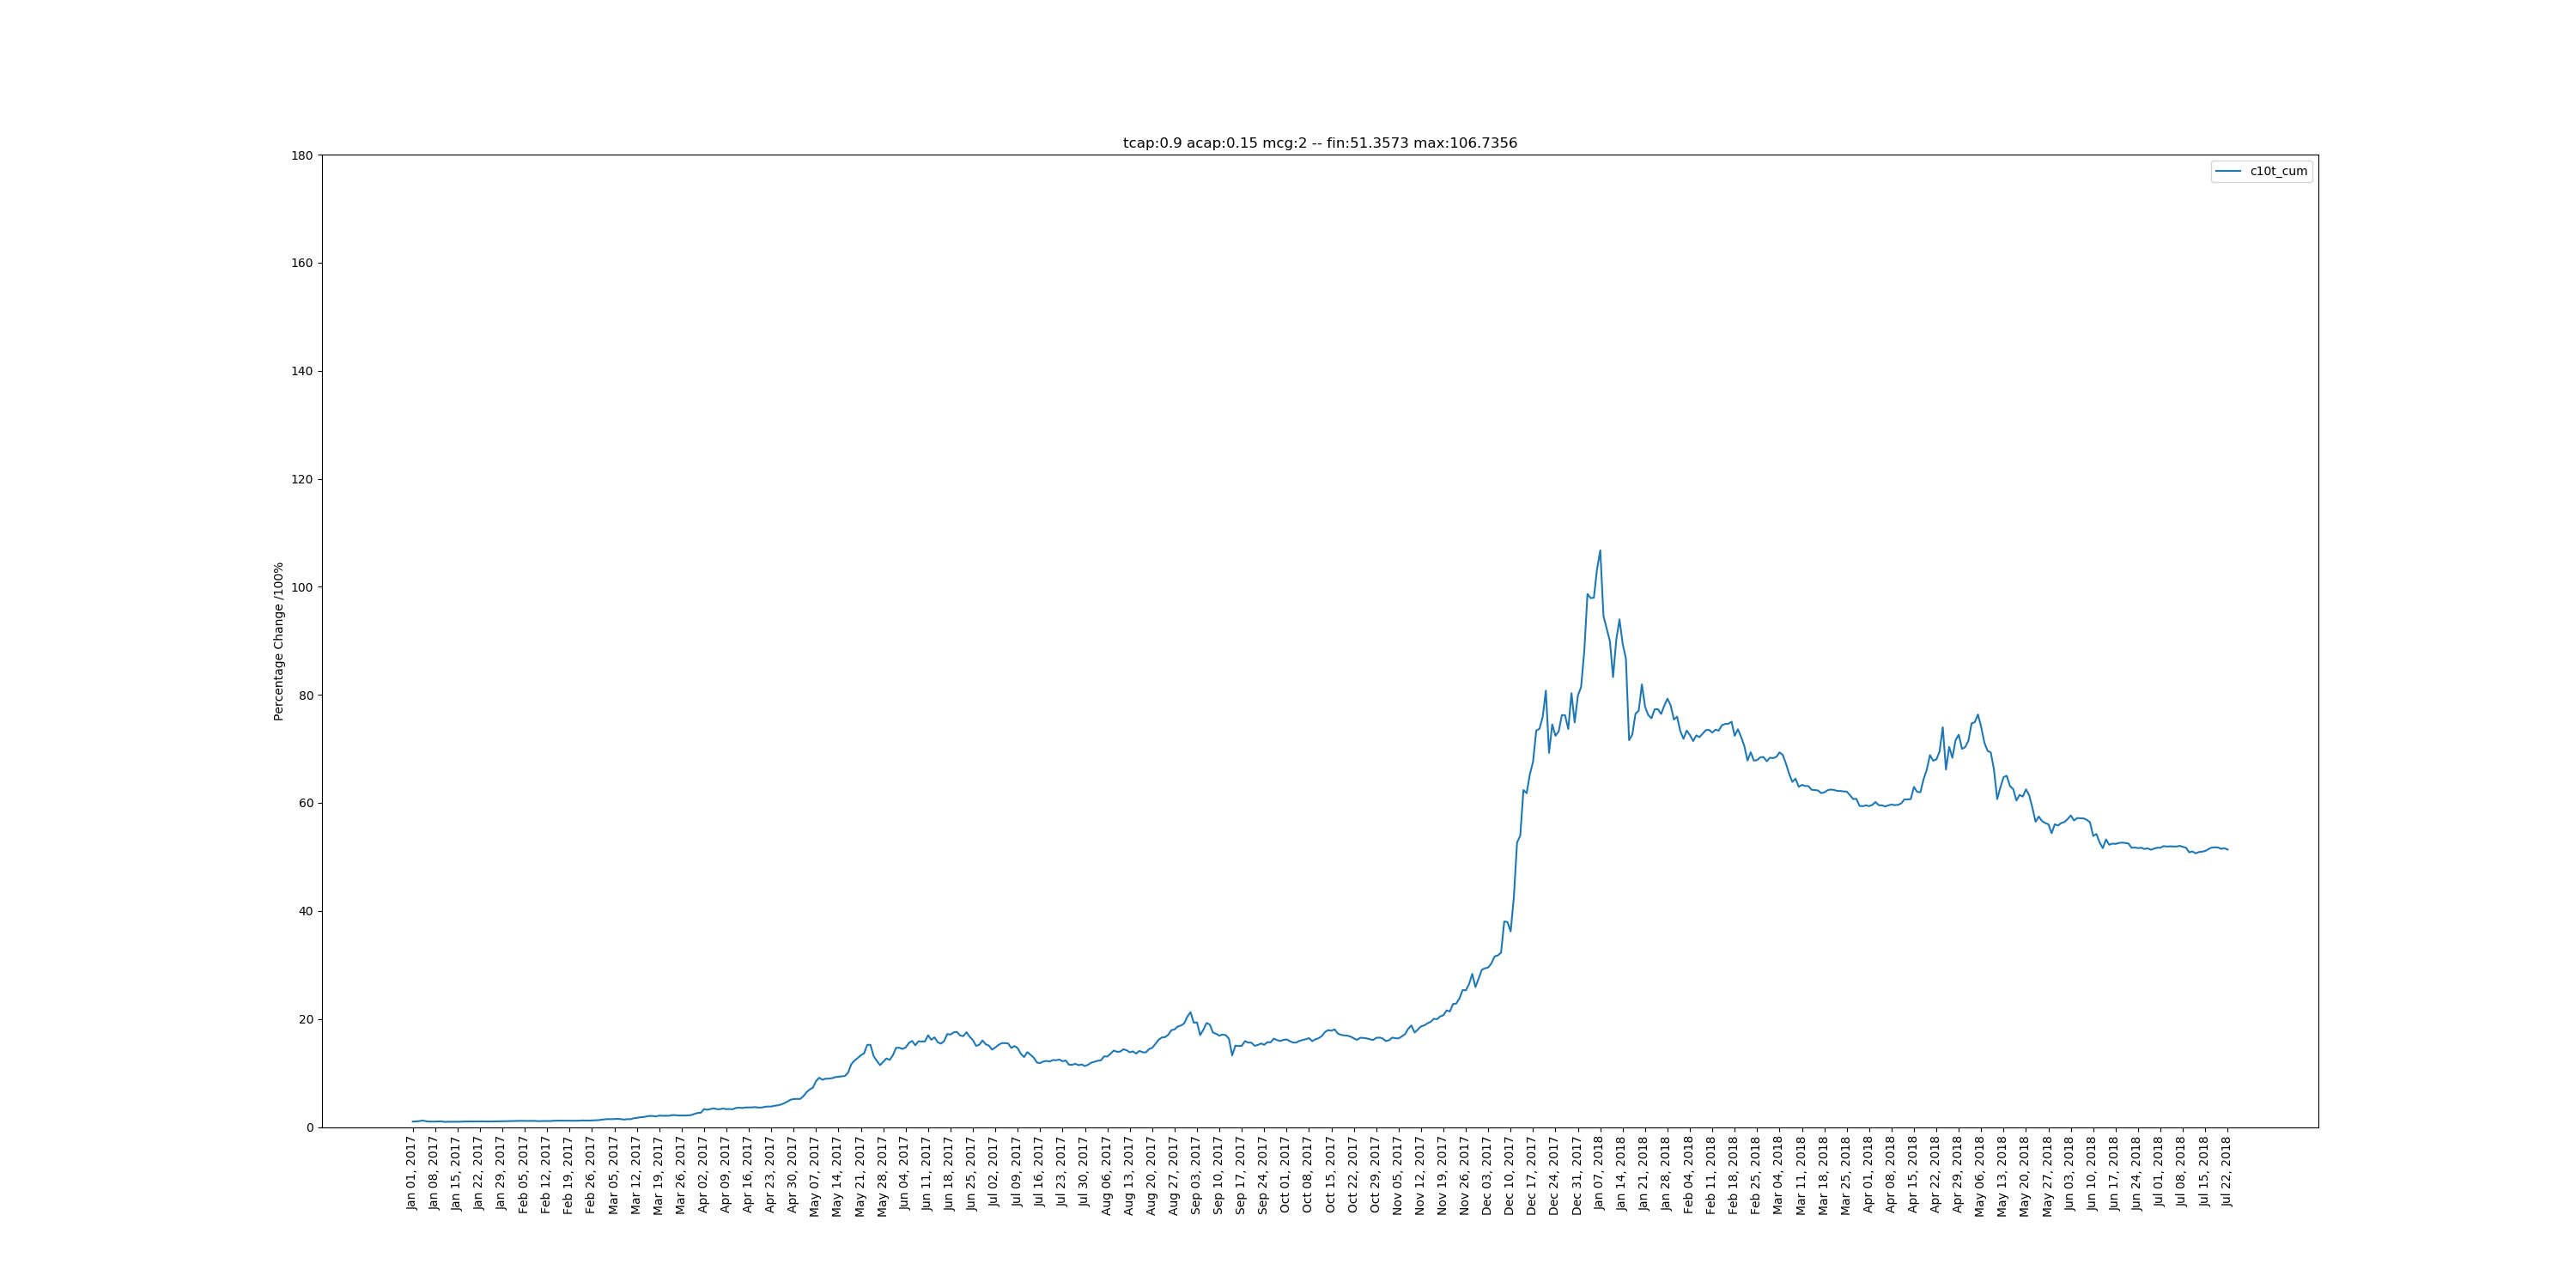 tcap:0.9 acap:0.15 mcg:2 -- fin:51.3573 max:106.7356
c10t_cum
Percentage Change /100%
180
160
140
120
100
80
60
40
20
0
Jan 01, 2017
Jan 08, 2017
Jan 15, 2017
Jan 22, 2017
Jan 29, 2017
Feb 05, 2017
Feb 12, 2017
Feb 19, 2017
Feb 26, 2017
Mar 05, 2017
Mar 12, 2017
Mar 19, 2017
Mar 26, 2017
Apr 02, 2017
Apr 09, 2017
Apr 16, 2017
Apr 23, 2017
Apr 30, 2017
May 07, 2017
May 14, 2017
May 21, 2017
May 28, 2017
Jun 04, 2017
Jun 11, 2017
Jun 18, 2017
Jun 25, 2017
Jul 02, 2017
Jul 09, 2017
Jul 16, 2017
Jul 23, 2017
Jul 30, 2017
Aug 06, 2017
Aug 13, 2017
Aug 20, 2017
Aug 27, 2017
Sep 03, 2017
Sep 10, 2017
Sep 17, 2017
Sep 24, 2017
Oct 01, 2017
Oct 08, 2017
Oct 15, 2017
Oct 22, 2017
Oct 29, 2017
Nov 05, 2017
Nov 12, 2017
Nov 19, 2017
Nov 26, 2017
Dec 03, 2017
Dec 10, 2017
Dec 17, 2017
Dec 24, 2017
Dec 31, 2017
Jan 07, 2018
Jan 14, 2018
Jan 21, 2018
Jan 28, 2018
Feb 04, 2018
Feb 11, 2018
Feb 18, 2018
Feb 25, 2018
Mar 04, 2018
Mar 11, 2018
Mar 18, 2018
Mar 25, 2018
Apr 01, 2018
Apr 08, 2018
Apr 15, 2018
Apr 22, 2018
Apr 29, 2018
May 06, 2018
May 13, 2018
May 20, 2018
May 27, 2018
Jun 03, 2018
Jun 10, 2018
Jun 17, 2018
Jun 24, 2018
Jul 01, 2018
Jul 08, 2018
Jul 15, 2018
Jul 22, 2018